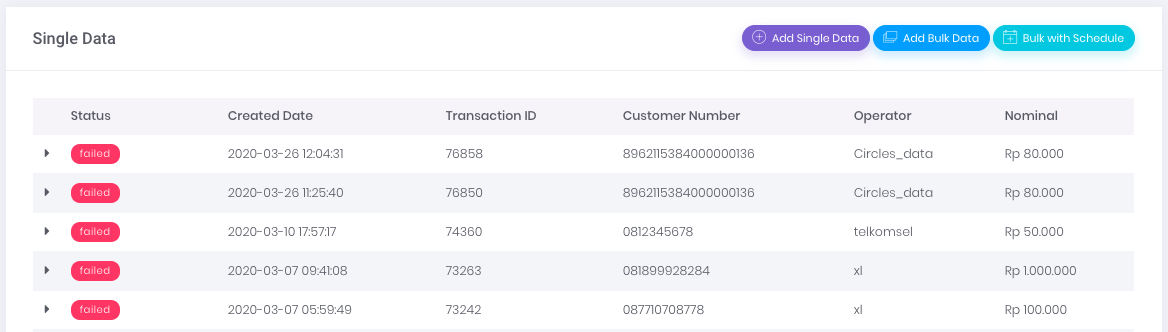 Single Data Add Single Data Add Bulk Data Bulk with Schedule
Status Created Date Transaction ID Customer Number Operator Nominal
failed 2020-03-26 12:04:31 76858 8962115384000000136 Circles_data Rp 80.000
failed 2020-03-26 11:25:40 76850 8962115384000000136 Circles_data Rp 80.000
failed 2020-03-10 17:57:17 74360 0812345678 telkomsel Rp 50.000
failed 2020-03-07 09:41:08 73263 081899928284 xl Rp 1.000.000
failed 2020-03-07 05:59:49 73242 087710708778 xl Rp 100.000